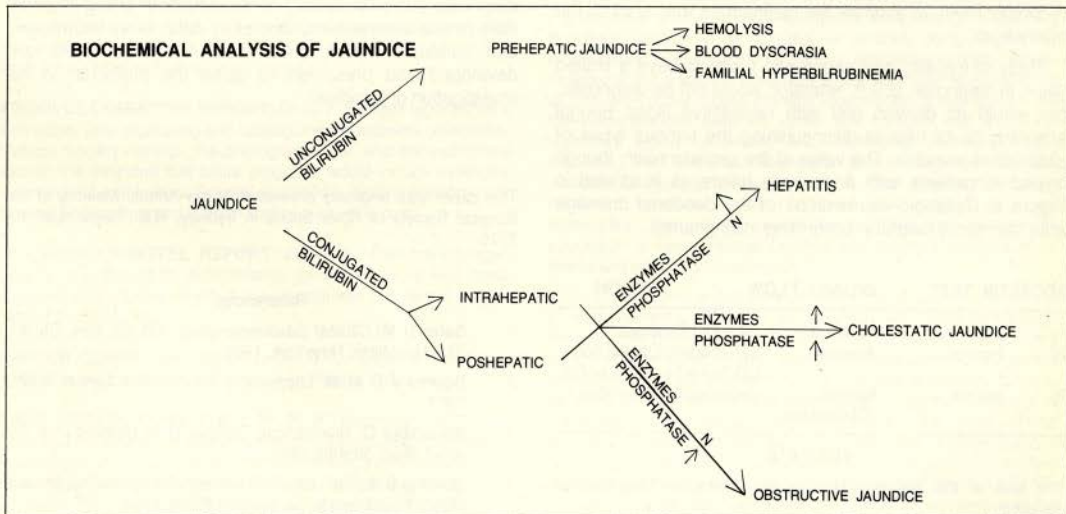 BIOCHEMICAL ANALYSIS OF JAUNDICE
PREHEPATIC JAUNDICE
HEMOLYSIS
BLOOD DYSCRASIA
FAMILIAL HYPERBILRUBINEMIA
UNCONJUGATED
BILIRUBIN
JAUNDICE
CONJUGATED
BILIRUBIN
INTRAHEPATIC
POSHEPATIC
ENZYMES
PHOSPHATASE N
HEPATITIS
ENZYMES
PHOSPHATASE
CHOLESTATIC JAUNDICE
ENZYMES N
PHOSPHATASE
OBSTRUCTIVE JAUNDICE